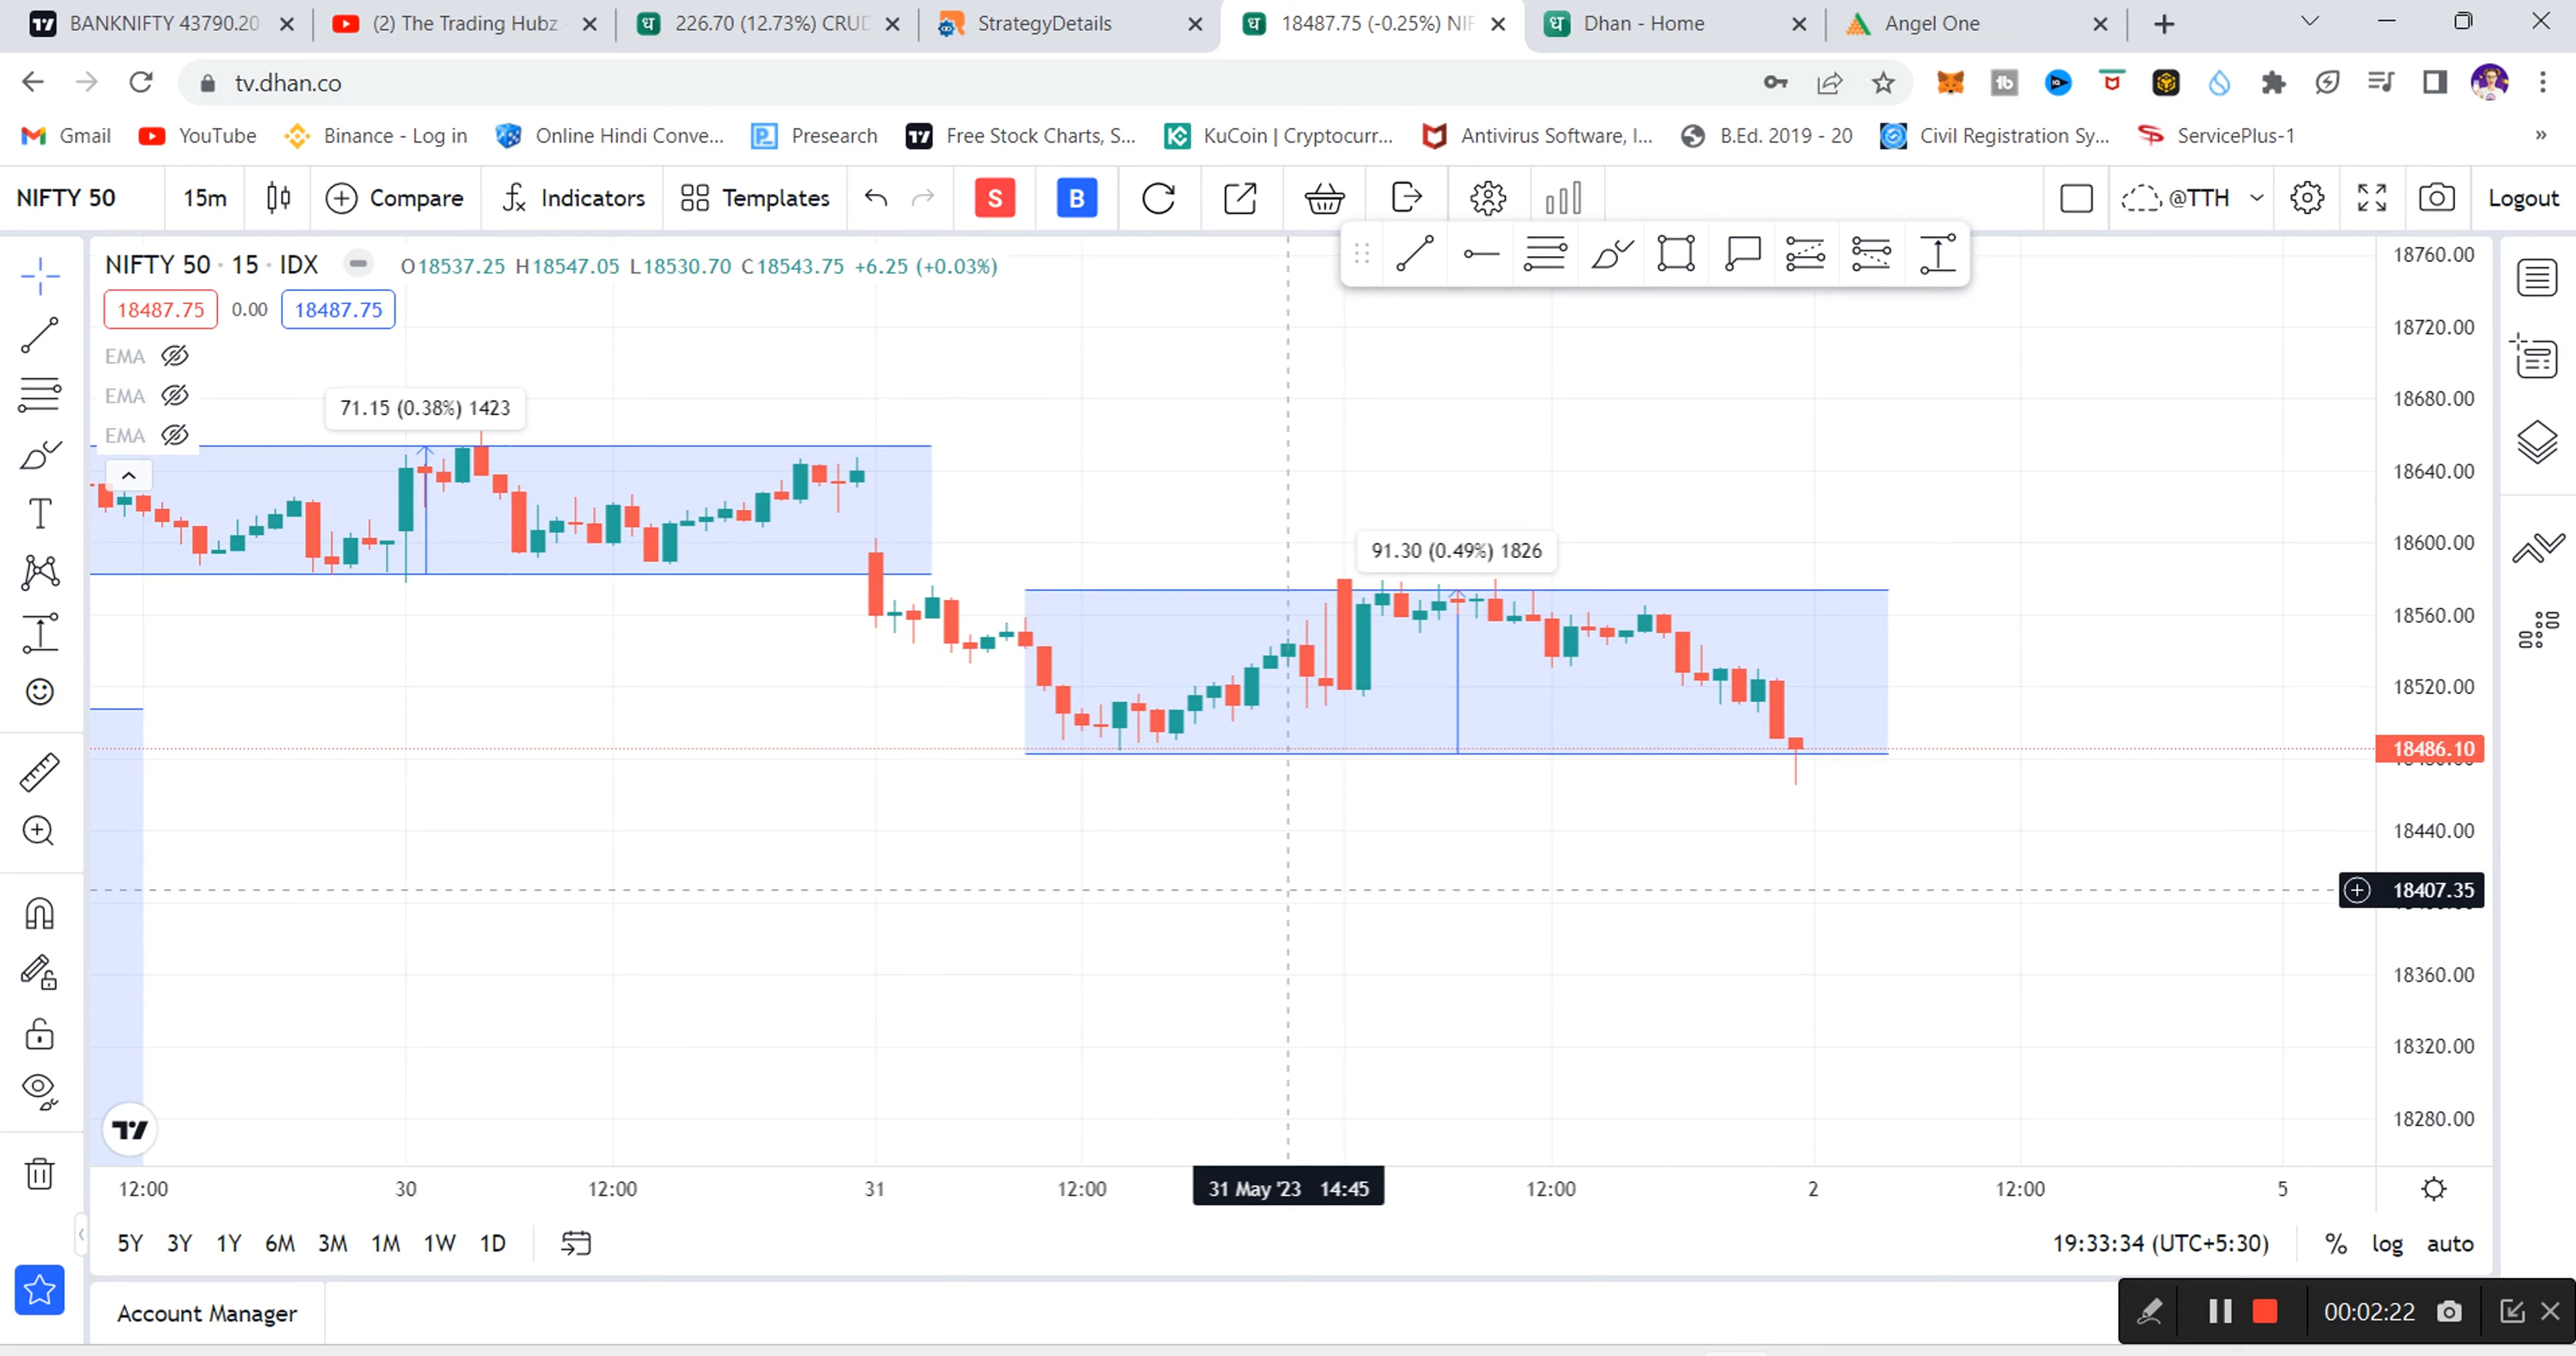 BANKNIFTY 43790.20
(2) The Trading Hubz
226.70 (12.73%) CRUD
StrategyDetails
18487.75 (-0.25%) NIF
Dhan - Home
Angel One
tv.dhan.co
Gmail
YouTube
Binance - Log in
Online Hindi Conve...
Presearch
Free Stock Charts, S...
KuCoin | Cryptocurr...
Antivirus Software, I...
B.Ed. 2019 - 20
Civil Registration Sy...
ServicePlus-1
»
NIFTY 50
15m
Compare
Indicators
Templates
S
B
@TTH
Logout
NIFTY 50 · 15 · IDX
O18537.25 H18547.05 L18530.70 C18543.75 +6.25 (+0.03%)
18487.75
0.00
18487.75
EMA
EMA
EMA
71.15 (0.38%) 1423
91.30 (0.49%) 1826
18760.00
18720.00
18680.00
18640.00
18600.00
18560.00
18520.00
18486.10
18440.00
18407.35
18360.00
18320.00
18280.00
12:00
30
12:00
31
12:00
31 May '23 14:45
12:00
2
12:00
5
5Y 3Y 1Y 6M 3M 1M 1W 1D
19:33:34 (UTC+5:30)
%
log
auto
Account Manager
00:02:22